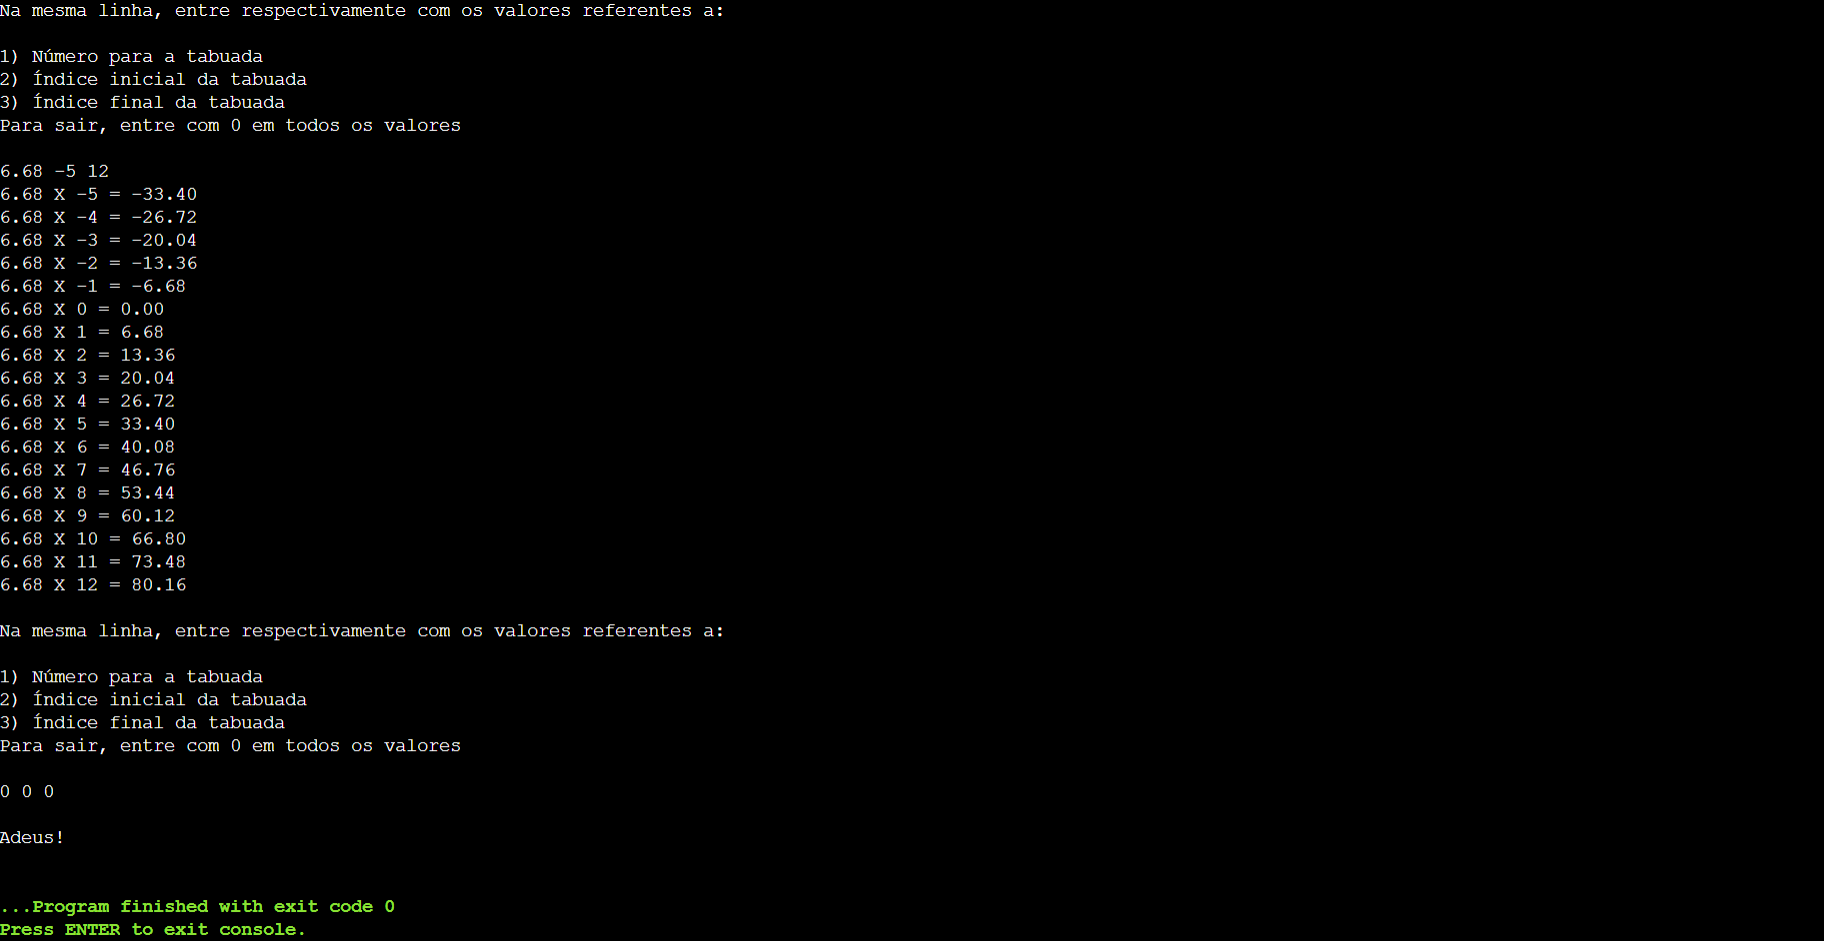 Na mesma linha, entre respectivamente com os valores referentes a:
1) Número para a tabuada
2) Índice inicial da tabuada
3) Índice final da tabuada
Para sair, entre com 0 em todos os valores
6.68 -5 12
6.68 X -5 = -33.40
6.68 X -4 = -26.72
6.68 X -3 = -20.04
6.68 X -2 = -13.36
6.68 X -1 = -6.68
6.68 X 0 = 0.00
6.68 X 1 = 6.68
6.68 X 2 = 13.36
6.68 X 3 = 20.04
6.68 X 4 = 26.72
6.68 X 5 = 33.40
6.68 X 6 = 40.08
6.68 X 7 = 46.76
6.68 X 8 = 53.44
6.68 X 9 = 60.12
6.68 X 10 = 66.80
6.68 X 11 = 73.48
6.68 X 12 = 80.16
Na mesma linha, entre respectivamente com os valores referentes a:
1) Número para a tabuada
2) Índice inicial da tabuada
3) Índice final da tabuada
Para sair, entre com 0 em todos os valores
0 0 0
Adeus!
...Program finished with exit code 0
Press ENTER to exit console.